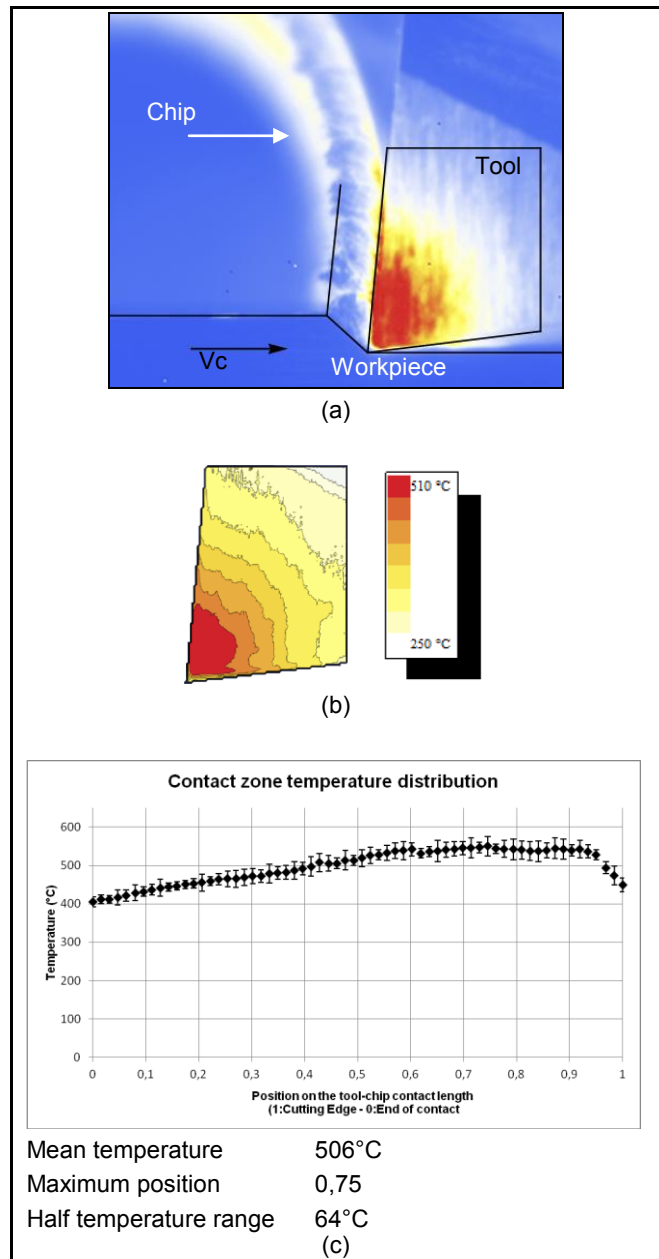 Chip
Tool
Vc
Workpiece
(a)
510 °C
250 °C
(b)
Contact zone temperature distribution
600
500
400
300
200
100
0
Temperature (°C)
0 0,1 0,2 0,3 0,4 0,5 0,6 0,7 0,8 0,9 1
Position on the tool-chip contact length
(1:Cutting Edge - 0:End of contact
Mean temperature 506°C
Maximum position 0,75
Half temperature range 64°C
(c)